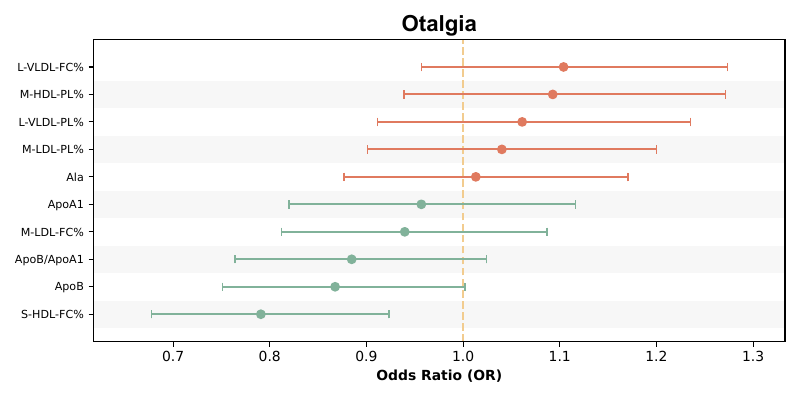 Otalgia
L-VLDL-FC%
M-HDL-PL%
L-VLDL-PL%
M-LDL-PL%
Ala
ApoA1
M-LDL-FC%
ApoB/ApoA1
ApoB
S-HDL-FC%
0.7 0.8 0.9 1.0 1.1 1.2 1.3
Odds Ratio (OR)